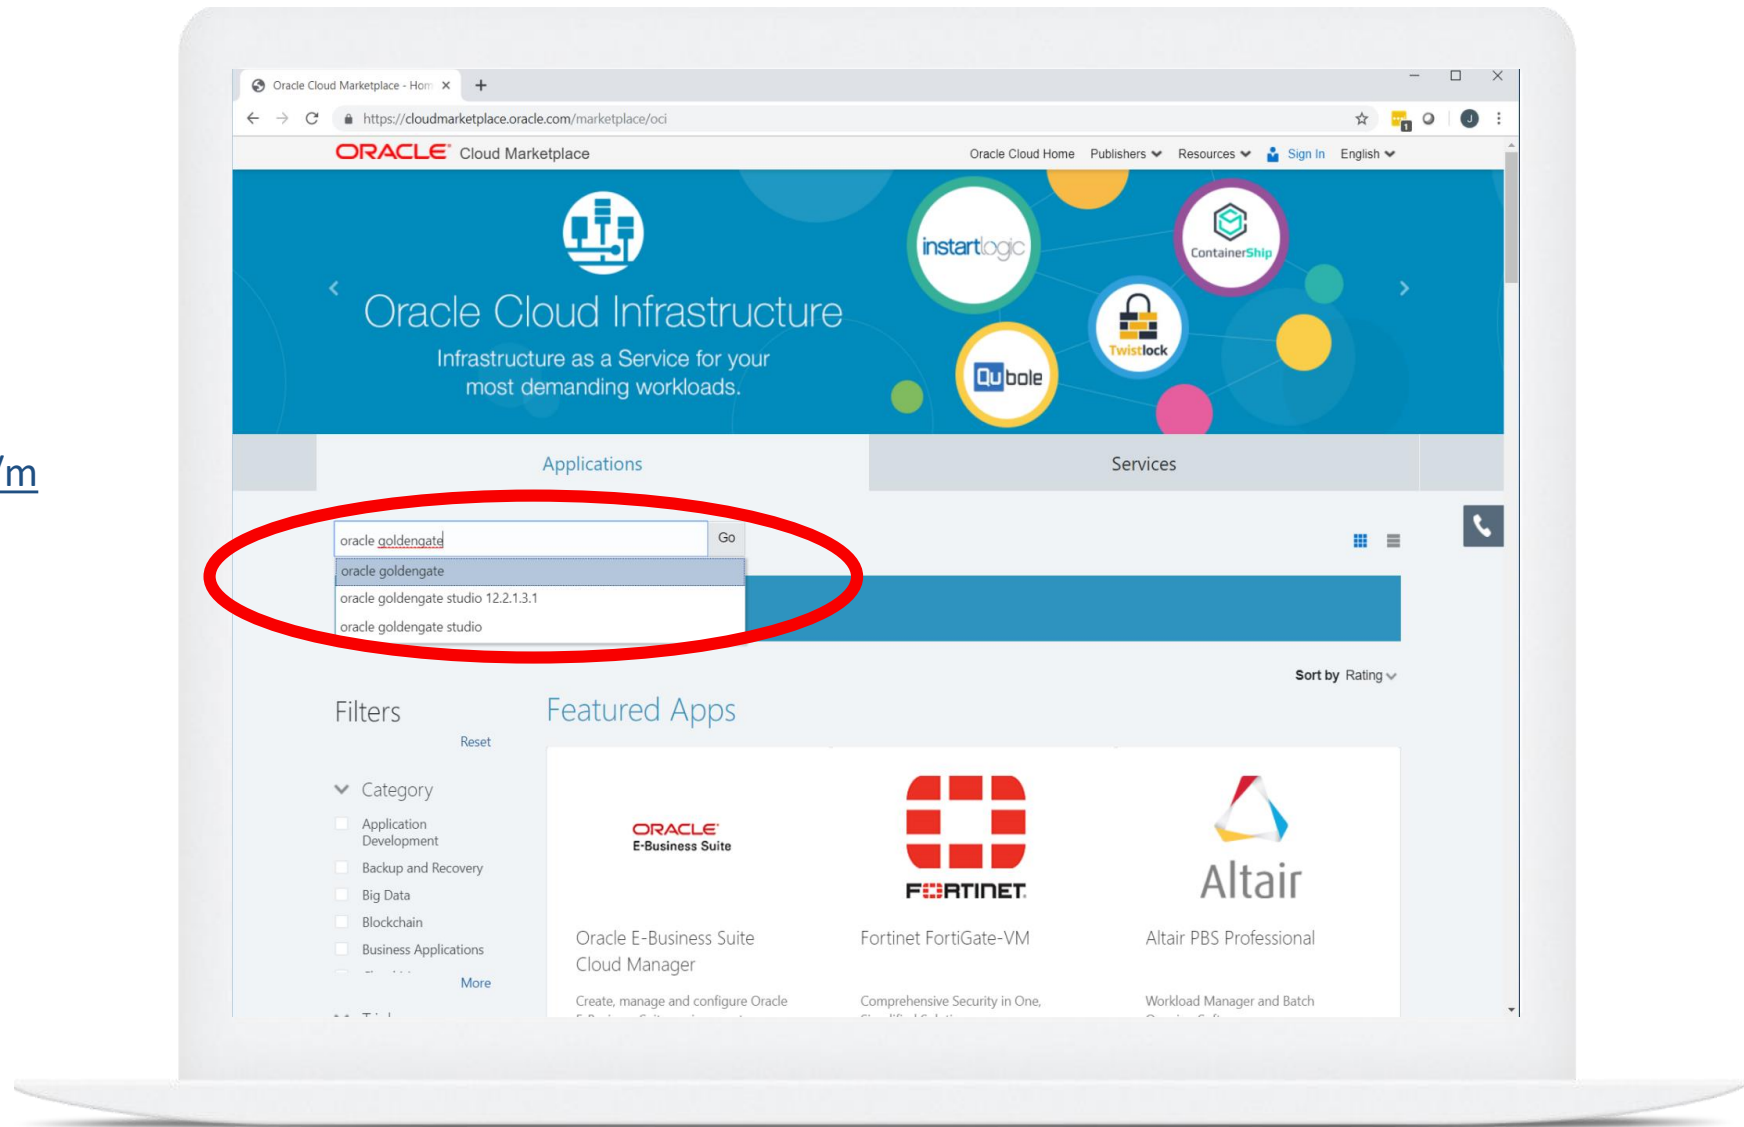 /m
Oracle Cloud Marketplace - Hom
https://cloudmarketplace.oracle.com/marketplace/oci
1
J
ORACLE Cloud Marketplace
Oracle Cloud Home Publishers Resources Sign In English
instartlogic
ContainerShip
Oracle Cloud Infrastructure
Infrastructure as a Service for your
most demanding workloads.
Twistlock
Qubole
Applications
Services
oracle goldengate
Go
oracle goldengate
oracle goldengate studio 12.2.1.3.1
oracle goldengate studio
Sort by Rating
Filters
Reset
Category
Application
Development
Backup and Recovery
Big Data
Blockchain
Business Applications
More
Featured Apps
ORACLE
E-Business Suite
Oracle E-Business Suite
Cloud Manager
Create, manage and configure Oracle
FORTINET
Fortinet FortiGate-VM
Comprehensive Security in One,
Altair
Altair PBS Professional
Workload Manager and Batch